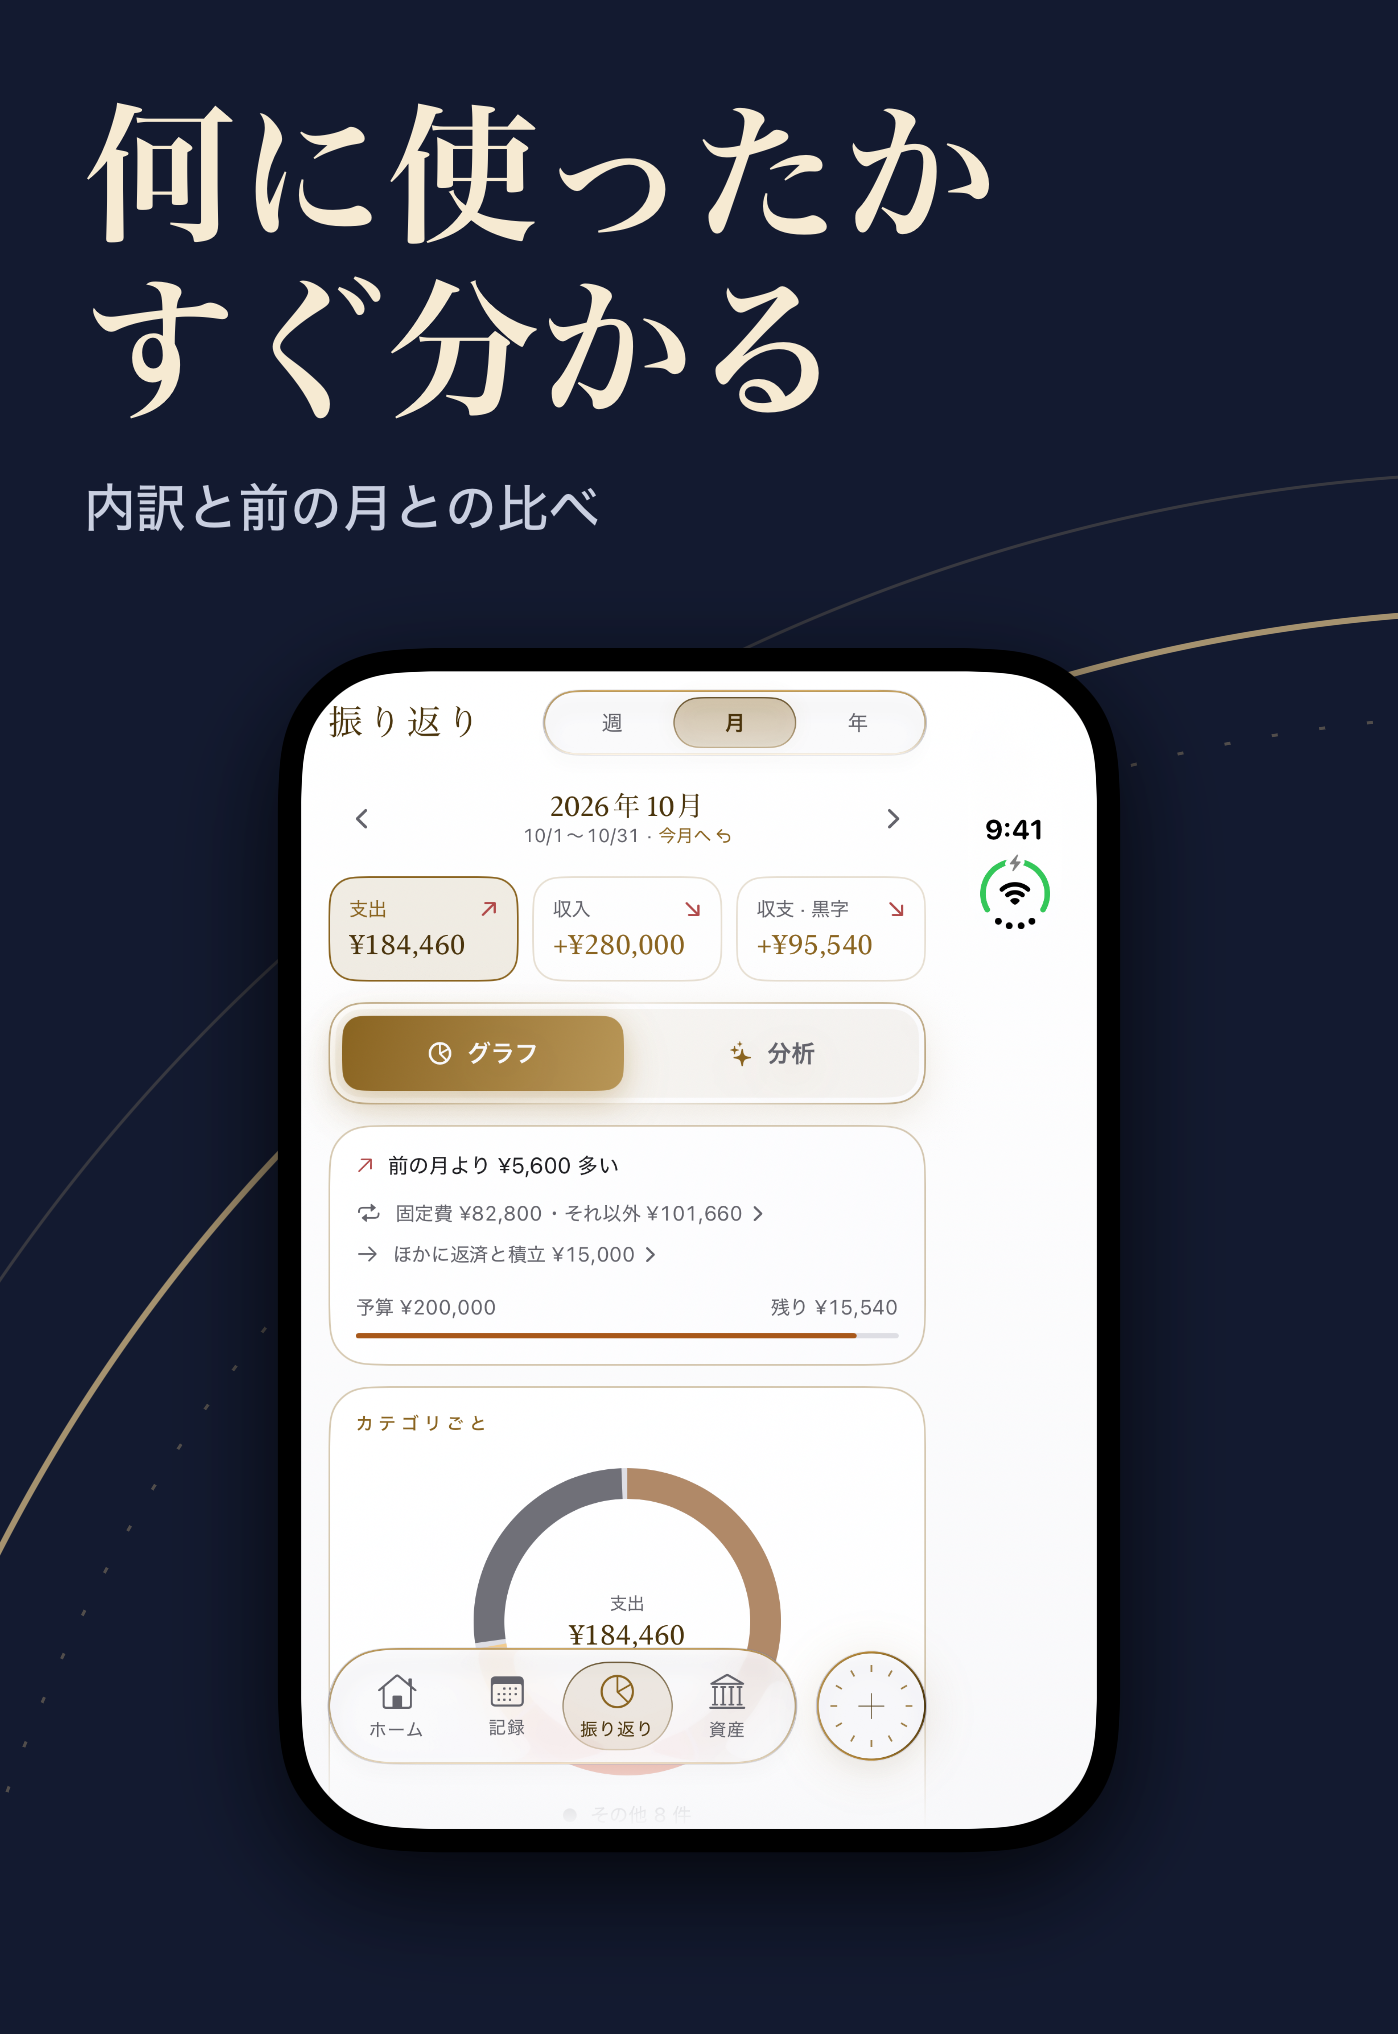 何に使ったか
すぐ分かる
内訳と前の月との比べ
振り返り
週 月 年
2026年 10月
10/1〜10/31 · 今月へ
9:41
支出
¥184,460
収入
+¥280,000
収支 · 黒字
+¥95,540
グラフ
分析
前の月より ¥5,600 多い
固定費 ¥82,800・それ以外 ¥101,660
ほかに返済と積立 ¥15,000
予算 ¥200,000
残り ¥15,540
カテゴリごと
支出
¥184,460
ホーム
記録
振り返り
資産
その他 8 件